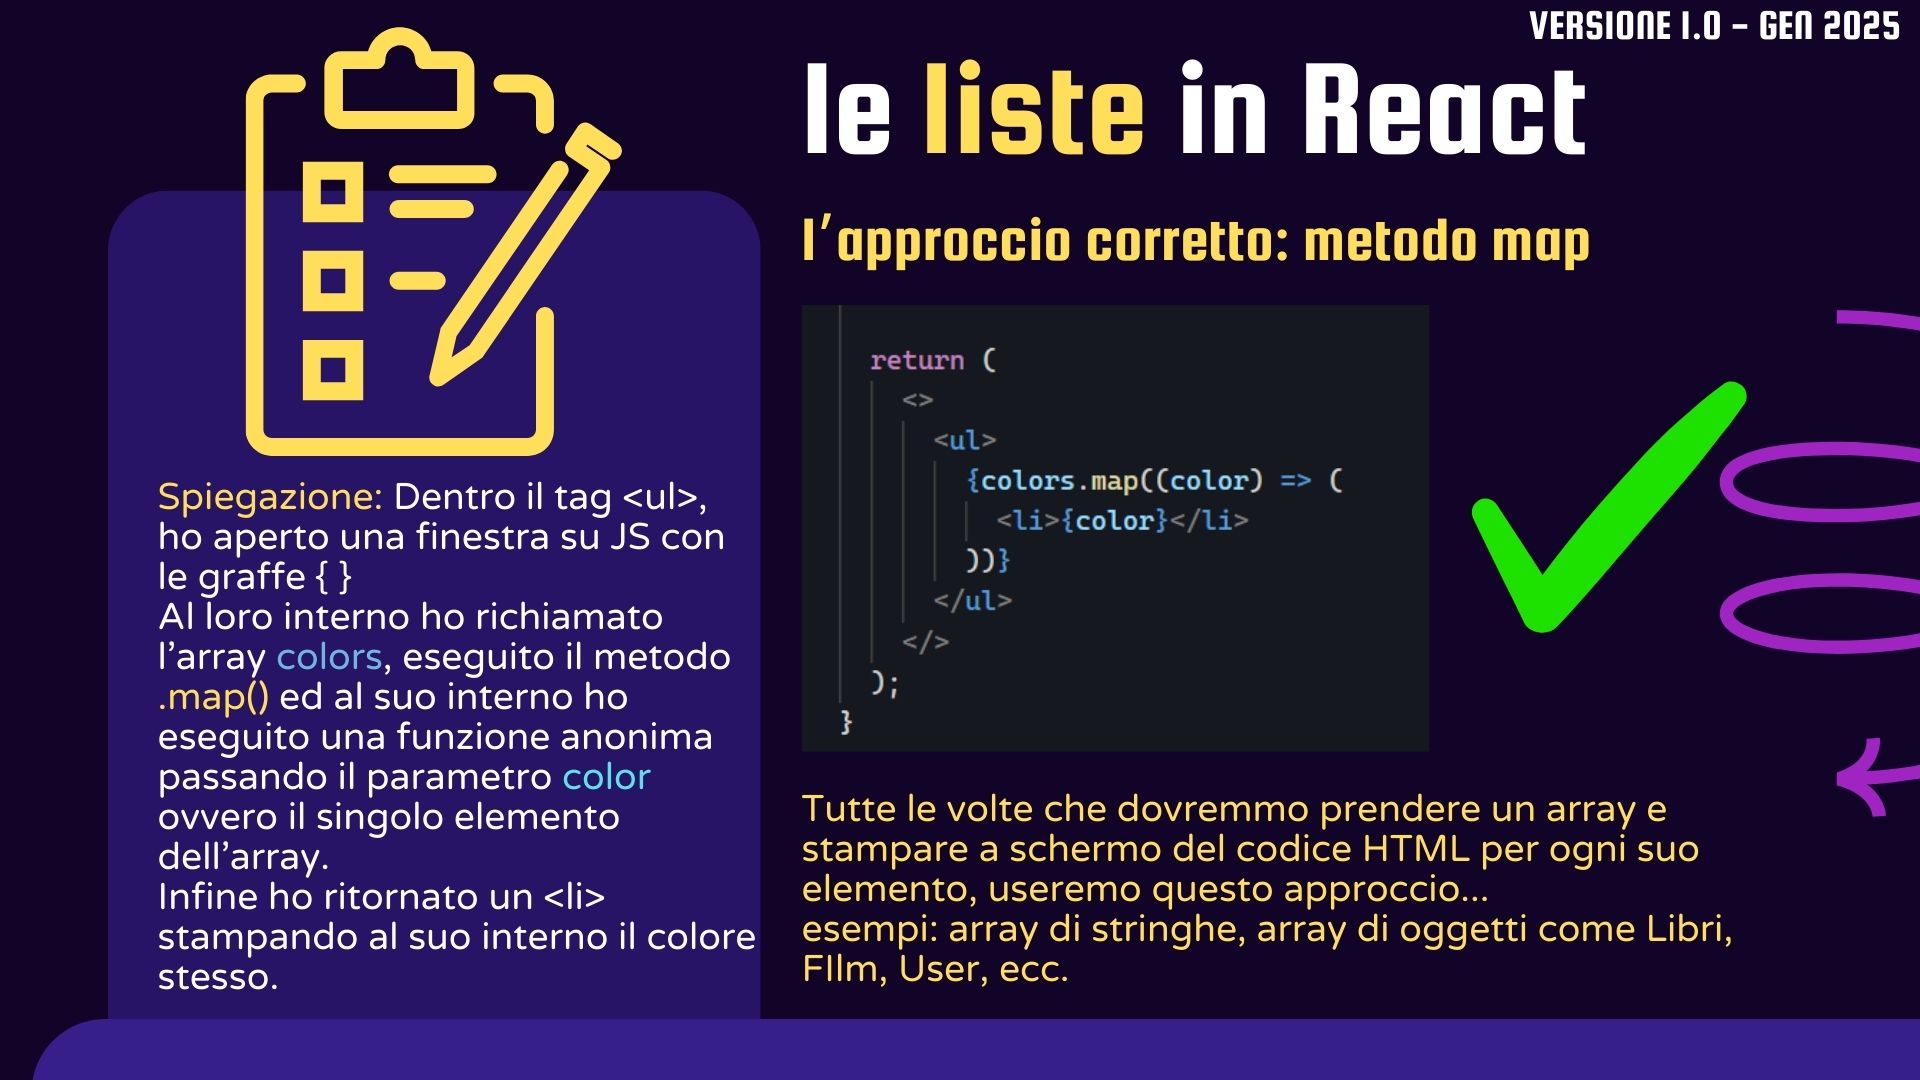 VERSIONE 1.0 - GEN 2025
le liste in React
l'approccio corretto: metodo map
Spiegazione: Dentro il tag <ul>,
ho aperto una finestra su JS con
le graffe { }
Al loro interno ho richiamato
l'array colors, eseguito il metodo
.map() ed al suo interno ho
eseguito una funzione anonima
passando il parametro color
ovvero il singolo elemento
dell'array.
Infine ho ritornato un <li>
stampando al suo interno il colore
stesso.
return (
<>
<ul>
{colors.map((color) => (
<li>{color}</li>
))}
</ul>
</>
);
}
Tutte le volte che dovremmo prendere un array e
stampare a schermo del codice HTML per ogni suo
elemento, useremo questo approccio...
esempi: array di stringhe, array di oggetti come Libri,
FIlm, User, ecc.